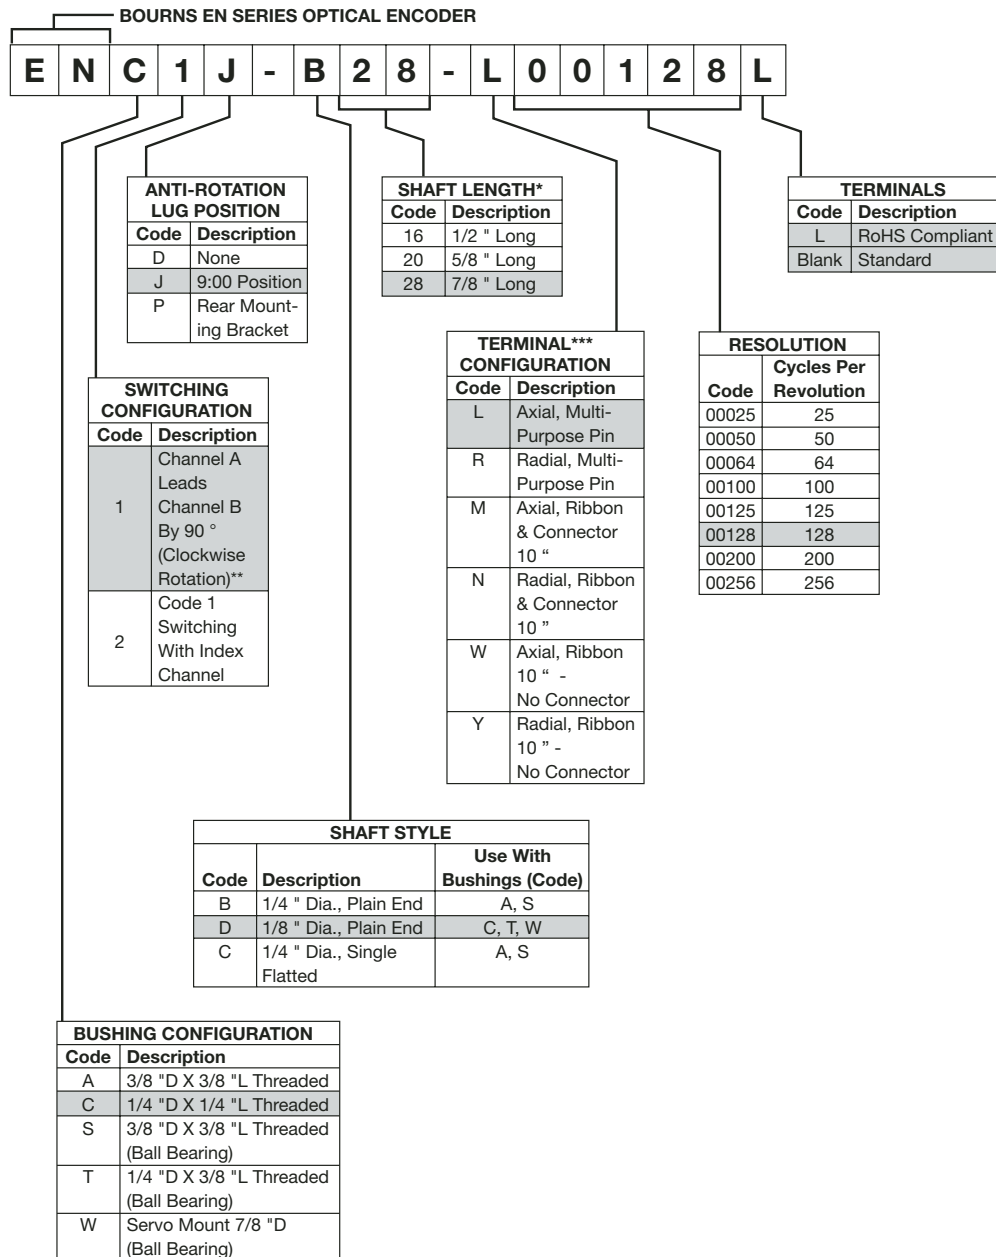 BOURNS EN SERIES OPTICAL ENCODER
E N C 1 J - B 2 8 - L 0 0 1 2 8 L
ANTI-ROTATION
LUG POSITION
Code Description
D None
J 9:00 Position
P Rear Mount-
ing Bracket
SHAFT LENGTH*
Code Description
16 1/2 " Long
20 5/8 " Long
28 7/8 " Long
TERMINALS
Code Description
L RoHS Compliant
Blank Standard
SWITCHING
CONFIGURATION
Code Description
Channel A
Leads
1 Channel B
By 90 °
(Clockwise
Rotation)**
Code 1
Switching
2 With Index
Channel
TERMINAL***
CONFIGURATION
Code Description
L Axial, Multi-
Purpose Pin
R Radial, Multi-
Purpose Pin
M Axial, Ribbon
& Connector
10 “
N Radial, Ribbon
& Connector
10 ”
W Axial, Ribbon
10 “ -
No Connector
Y Radial, Ribbon
10 ” -
No Connector
RESOLUTION
Cycles Per
Code Revolution
00025 25
00050 50
00064 64
00100 100
00125 125
00128 128
00200 200
00256 256
SHAFT STYLE
Use With
Code Description Bushings (Code)
B 1/4 " Dia., Plain End A, S
D 1/8 " Dia., Plain End C, T, W
C 1/4 " Dia., Single A, S
Flatted
BUSHING CONFIGURATION
Code Description
A 3/8 "D X 3/8 "L Threaded
C 1/4 "D X 1/4 "L Threaded
S 3/8 "D X 3/8 "L Threaded
(Ball Bearing)
T 1/4 "D X 3/8 "L Threaded
(Ball Bearing)
W Servo Mount 7/8 "D
(Ball Bearing)